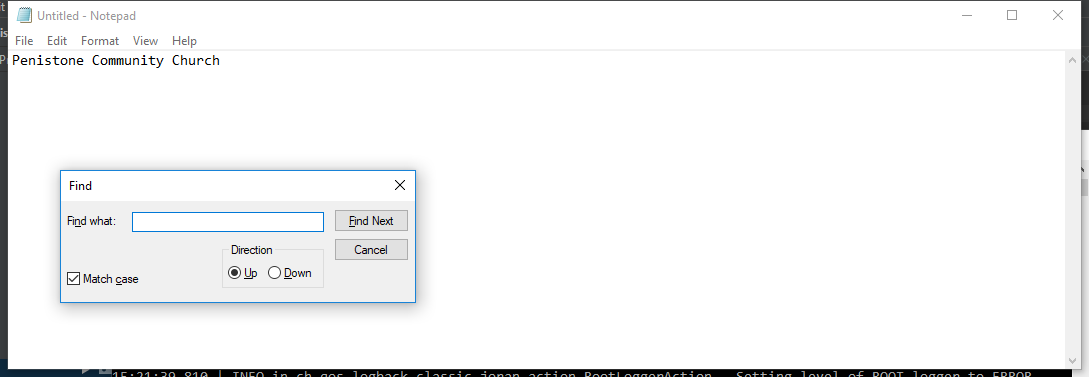 Untitled - Notepad
File Edit Format View Help
Penistone Community Church
Find
Find what:
Find Next
Direction
Cancel
Up Down
Match case
15:21:39.810 | INFO in ch.qos.logback.classic.joran.action.RootLoggerAction - Setting level of ROOT logger to ERROR